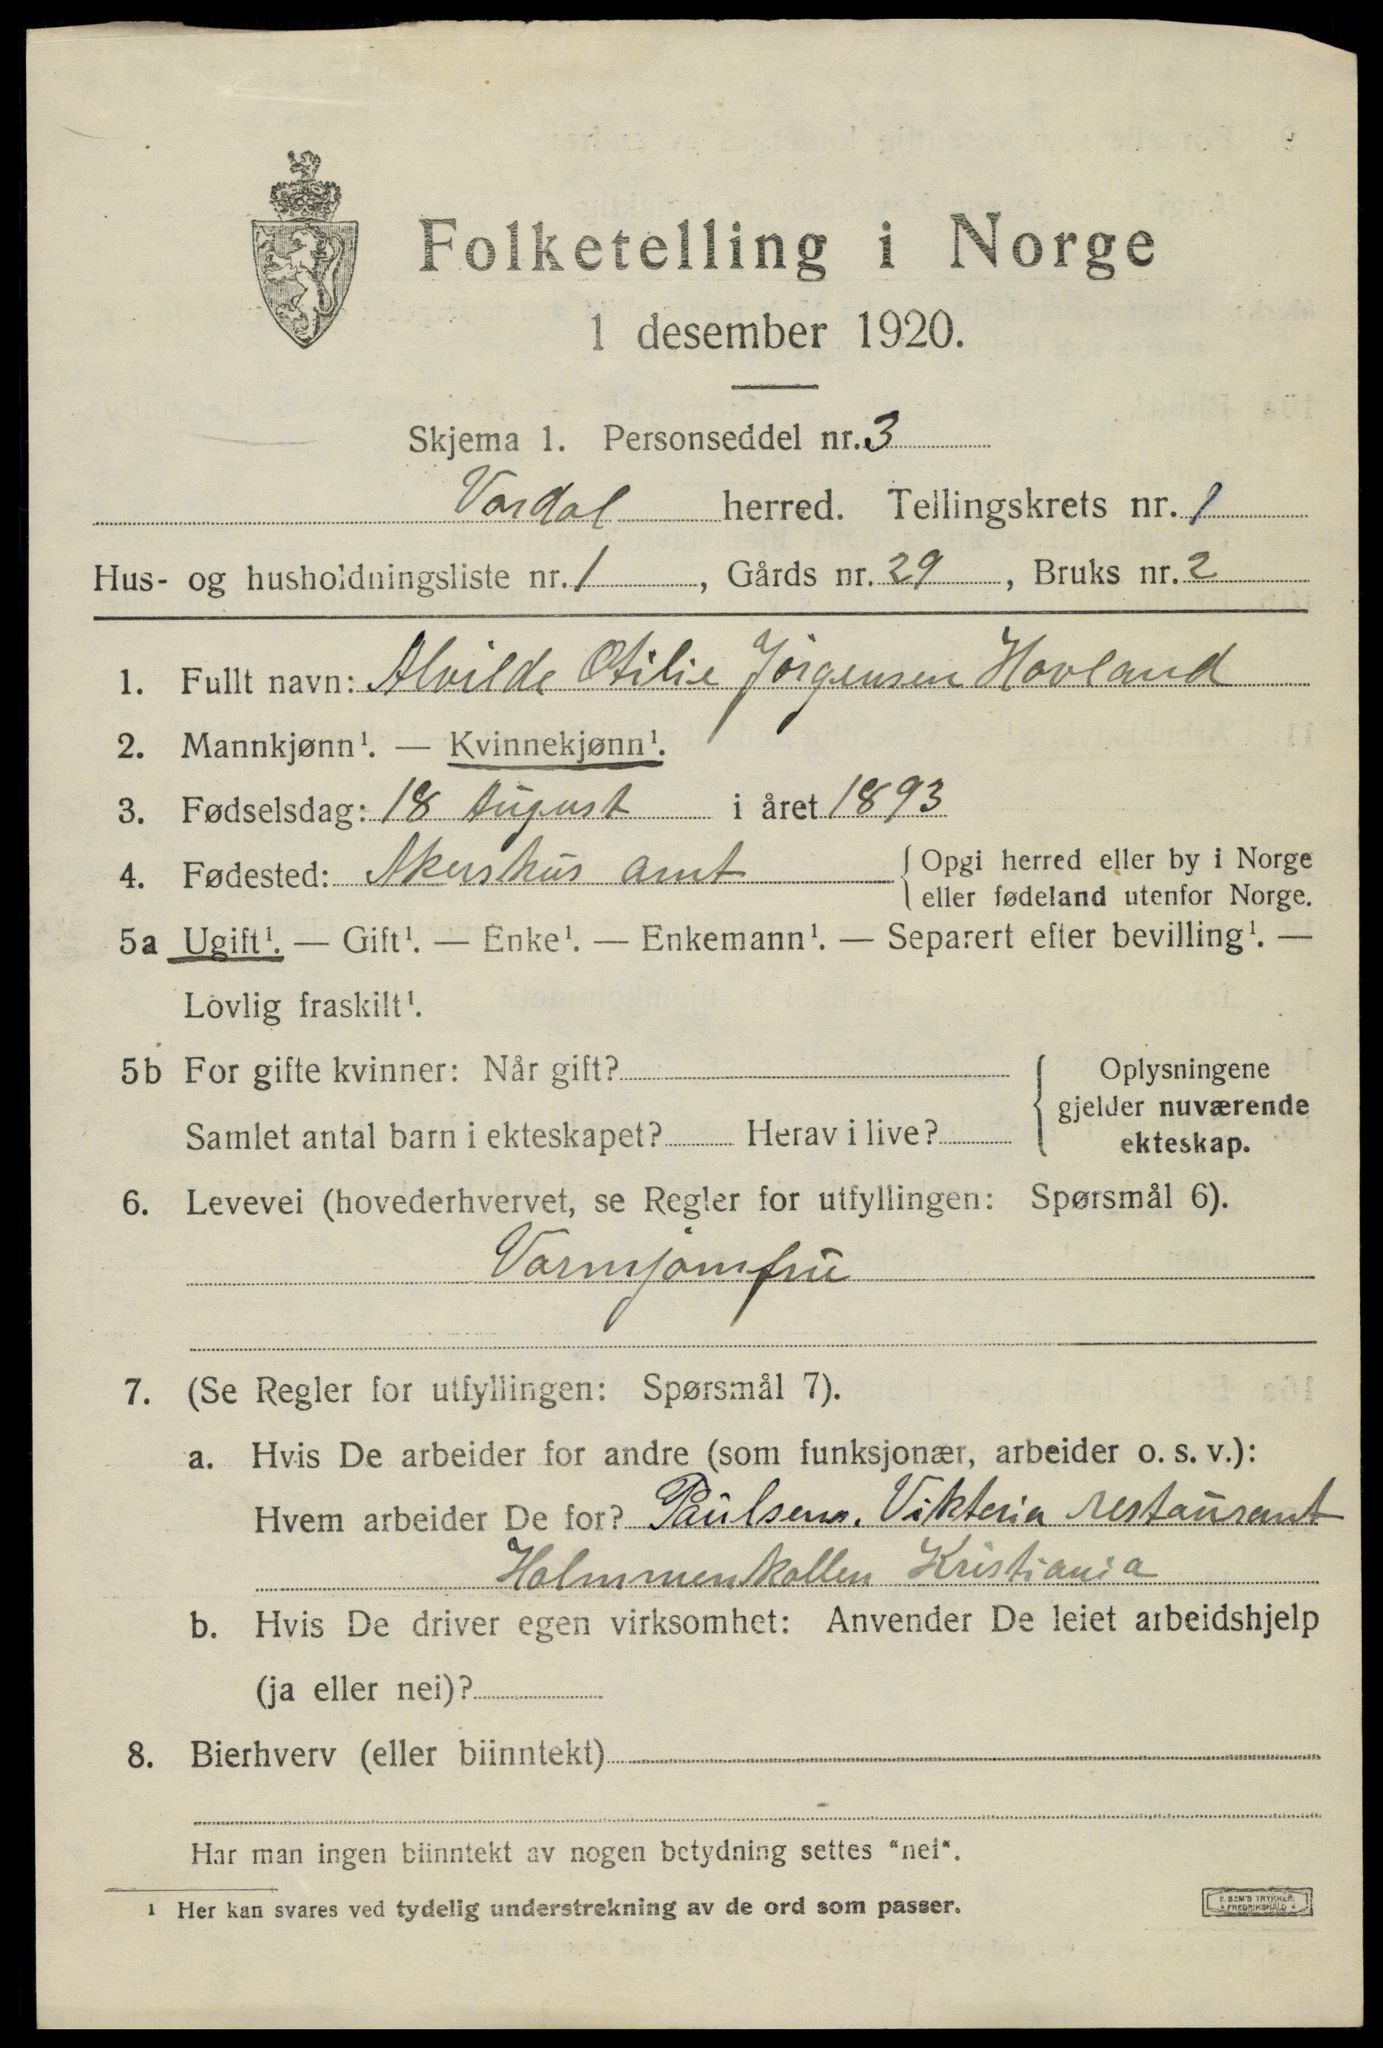 Folketelling i Norge
1 desember 1920.
Skjema 1. Personseddel nr. 3
Vardal herred. Tellingskrets nr. 1
Hus- og husholdningsliste nr. 1, Gårds nr. 29, Bruks nr. 2
1. Fullt navn: Alvilde Otilie Jörgensen Hovland
2. Mannkjønn¹. — Kvinnekjønn¹.
3. Fødselsdag: 18 August i året 1893
4. Fødested: Akershus amt {Opgi herred eller by i Norge
eller fødeland utenfor Norge.
5a Ugift¹. — Gift¹. — Enke¹. — Enkemann¹. — Separert efter bevilling¹. —
Lovlig fraskilt¹.
5b For gifte kvinner: Når gift?
Samlet antal barn i ekteskapet? Herav i live?
Oplysningene
gjelder nuværende
ekteskap.
6. Levevei (hovederhvervet, se Regler for utfyllingen: Spørsmål 6).
Varmjomfru
7. (Se Regler for utfyllingen: Spørsmål 7).
a. Hvis De arbeider for andre (som funksjonær, arbeider o. s. v.):
Hvem arbeider De for? Paulsens. Viktoria restaurant
Holmmenkollen Kristiania
b. Hvis De driver egen virksomhet: Anvender De leiet arbeidshjelp
(ja eller nei)?
8. Bierhverv (eller biinntekt)
Har man ingen biinntekt av nogen betydning settes "nei".
¹ Her kan svares ved tydelig understrekning av de ord som passer.
E. SEM'S TRYKKERI
FREDRIKSHALD